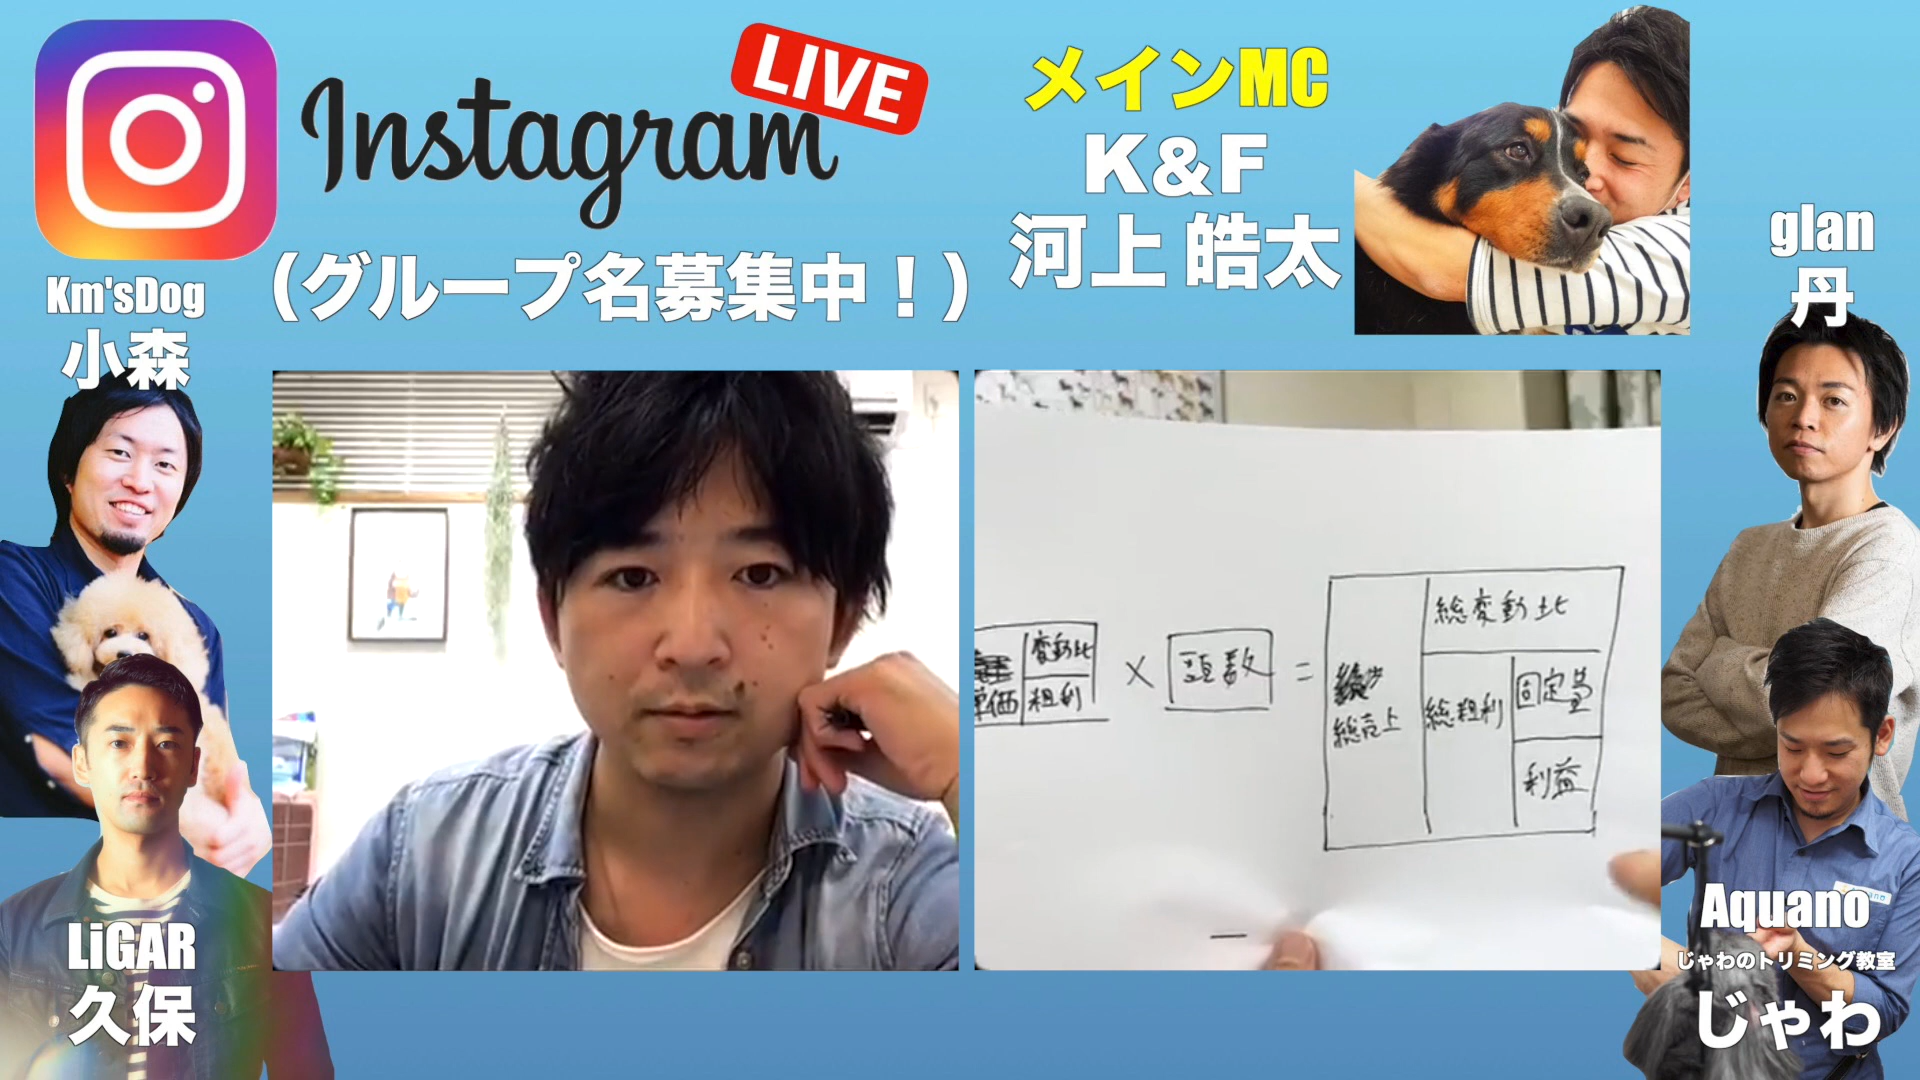 Instagram
LIVE
(グループ名募集中！)
メインMC
K&F
河上 皓太
glan
丹
Km'sDog
小森
LiGAR
久保
変動比
単価
粗利
×
頭数
=
総変動比
総売上
総粗利
固定
利益
Aquano
じゃわのトリミング教室
じゃわ